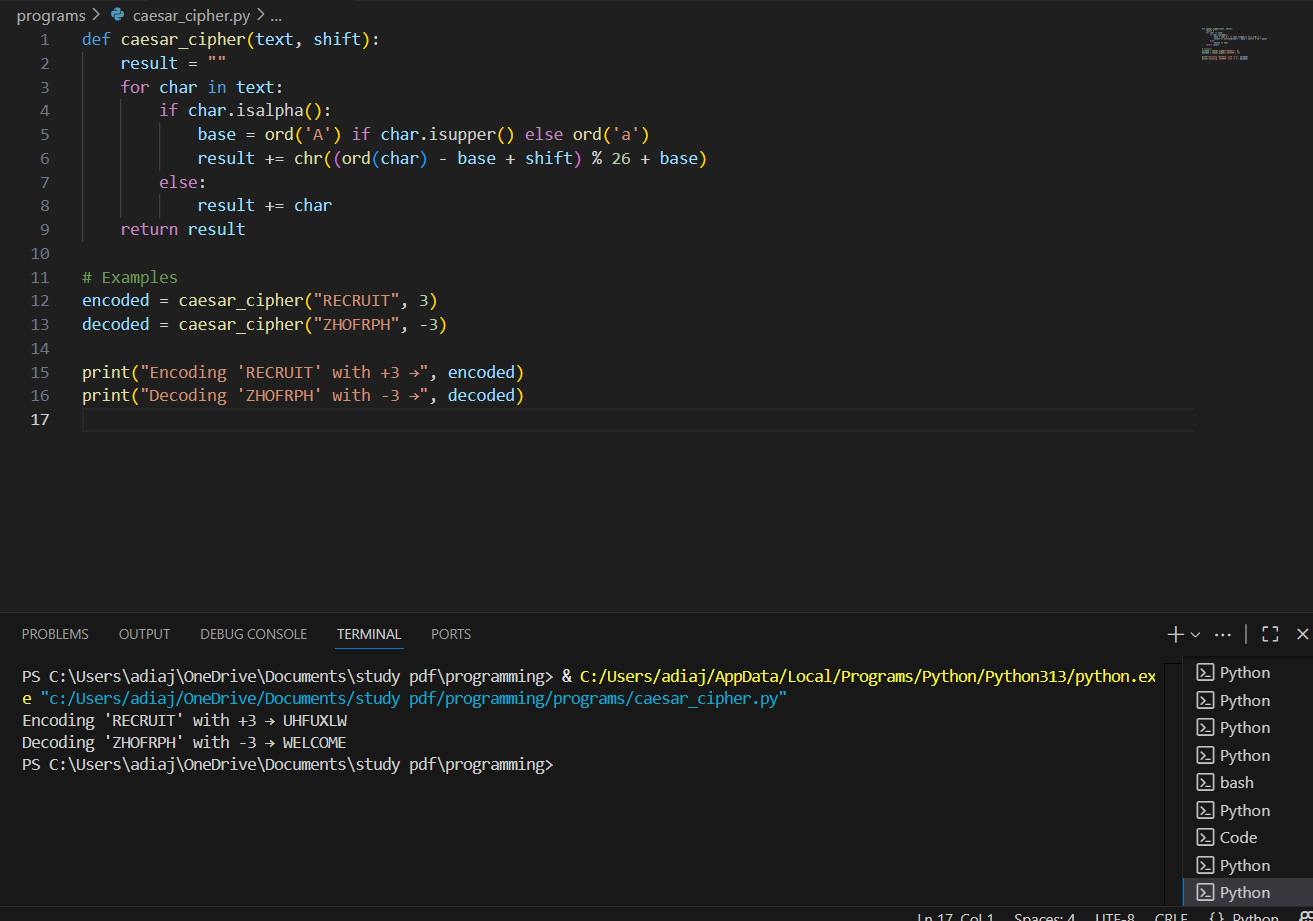 programs > caesar_cipher.py > ...
1 def caesar_cipher(text, shift):
2     result = ""
3     for char in text:
4         if char.isalpha():
5             base = ord('A') if char.isupper() else ord('a')
6             result += chr((ord(char) - base + shift) % 26 + base)
7         else:
8             result += char
9     return result
10
11 # Examples
12 encoded = caesar_cipher("RECRUIT", 3)
13 decoded = caesar_cipher("ZHOFRPH", -3)
14
15 print("Encoding 'RECRUIT' with +3 →", encoded)
16 print("Decoding 'ZHOFRPH' with -3 →", decoded)
17
PROBLEMS OUTPUT DEBUG CONSOLE TERMINAL PORTS
PS C:\Users\adiaj\OneDrive\Documents\study pdf\programming> & C:/Users/adiaj/AppData/Local/Programs/Python/Python313/python.ex
e "c:/Users/adiaj/OneDrive/Documents/study pdf/programming/programs/caesar_cipher.py"
Encoding 'RECRUIT' with +3 → UHFUXLW
Decoding 'ZHOFRPH' with -3 → WELCOME
PS C:\Users\adiaj\OneDrive\Documents\study pdf\programming>
Python
Python
Python
Python
bash
Python
Code
Python
Python
Ln 17, Col 1 Spaces: 4 UTF-8 CRLF {} Python